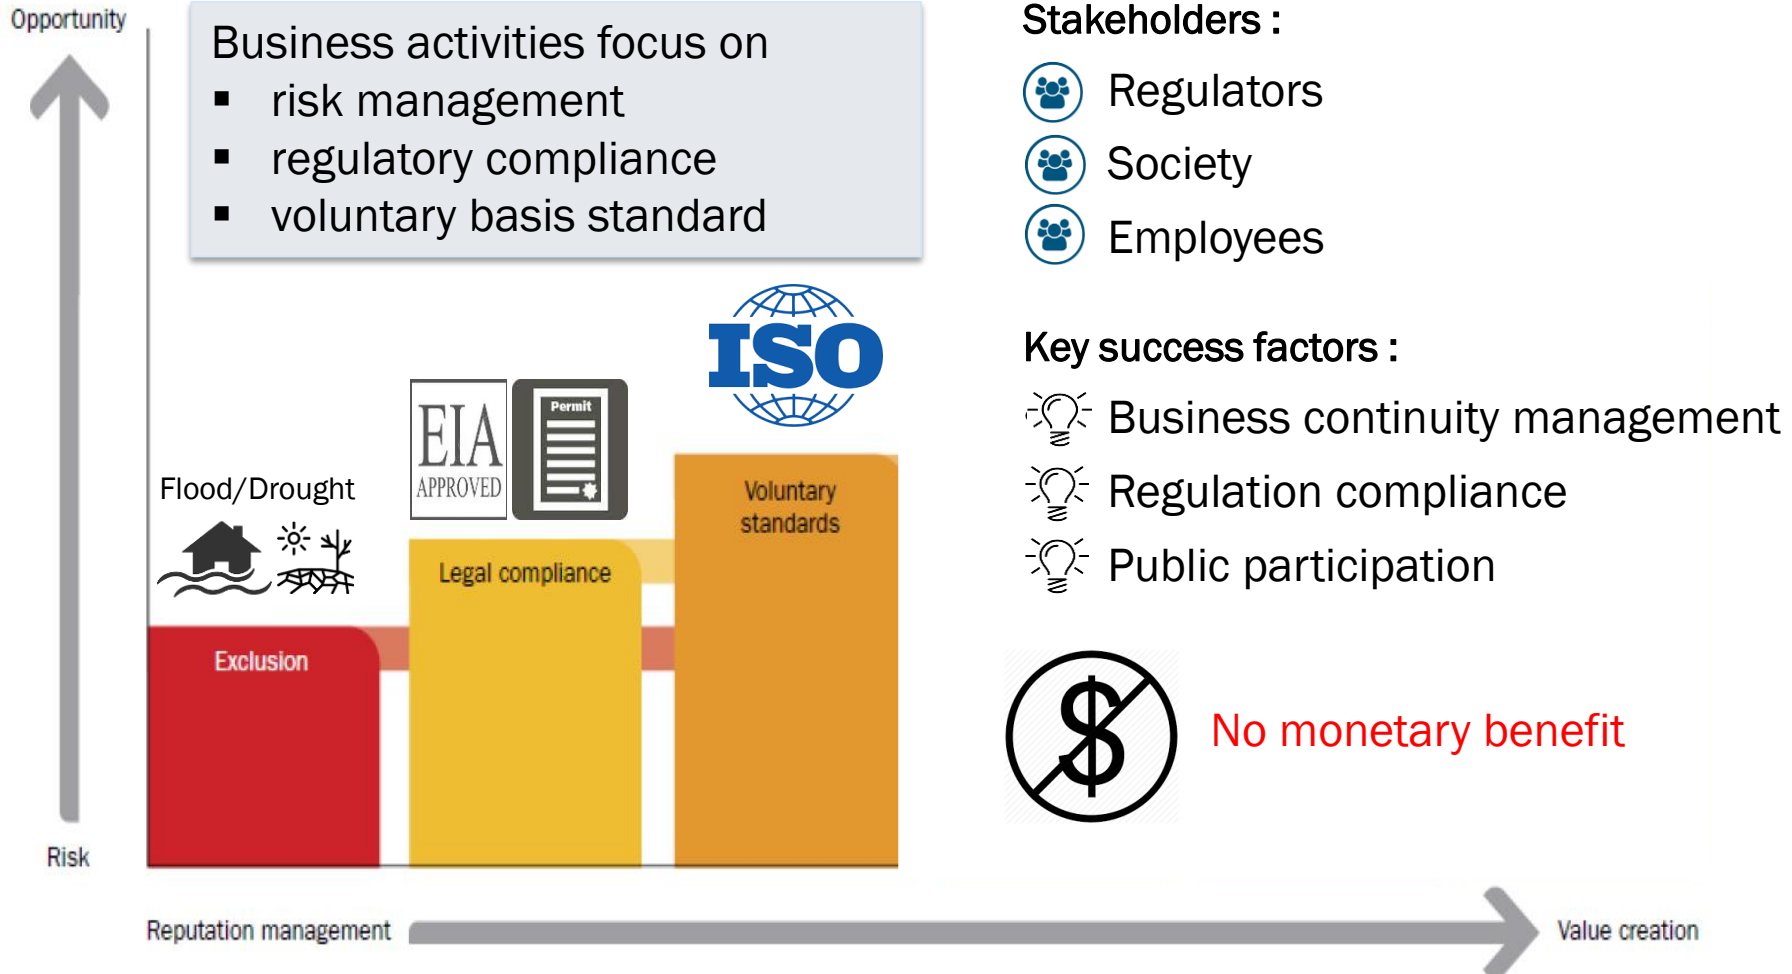 Opportunity
Business activities focus on
▪ risk management
▪ regulatory compliance
▪ voluntary basis standard
Stakeholders :
Regulators
Society
Employees
ISO
Key success factors :
Business continuity management
Regulation compliance
Public participation
EIA
APPROVED
Permit
Flood/Drought
Voluntary
standards
Legal compliance
Exclusion
$
No monetary benefit
Risk
Reputation management
Value creation